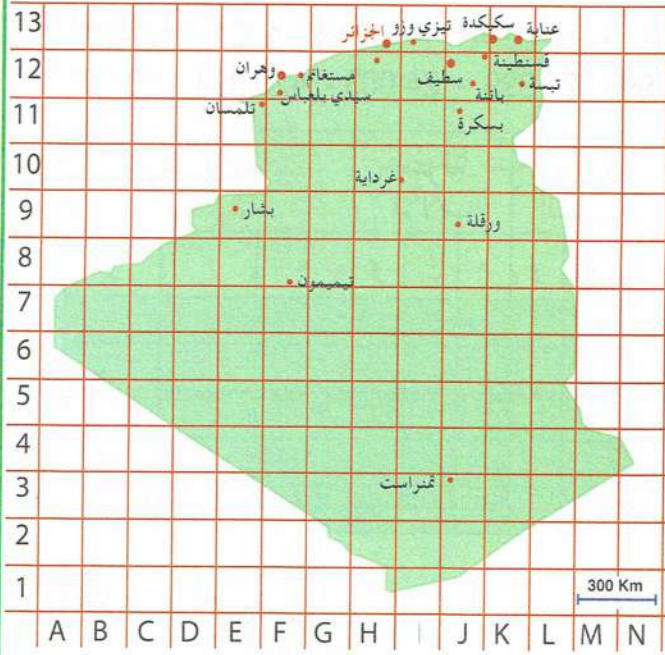 13
عنابة
سكيكدة
تيزي وزو
الجزائر
12
قسنطينة
تبسة
باتنة
سطيف
مستغانم
وهران
سيدي بلعباس
11
تلمسان
بسكرة
10
غرداية
9
بشار
ورقلة
8
7
تيميمون
6
5
4
3
تمنراست
2
1
300 Km
A B C D E F G H I J K L M N